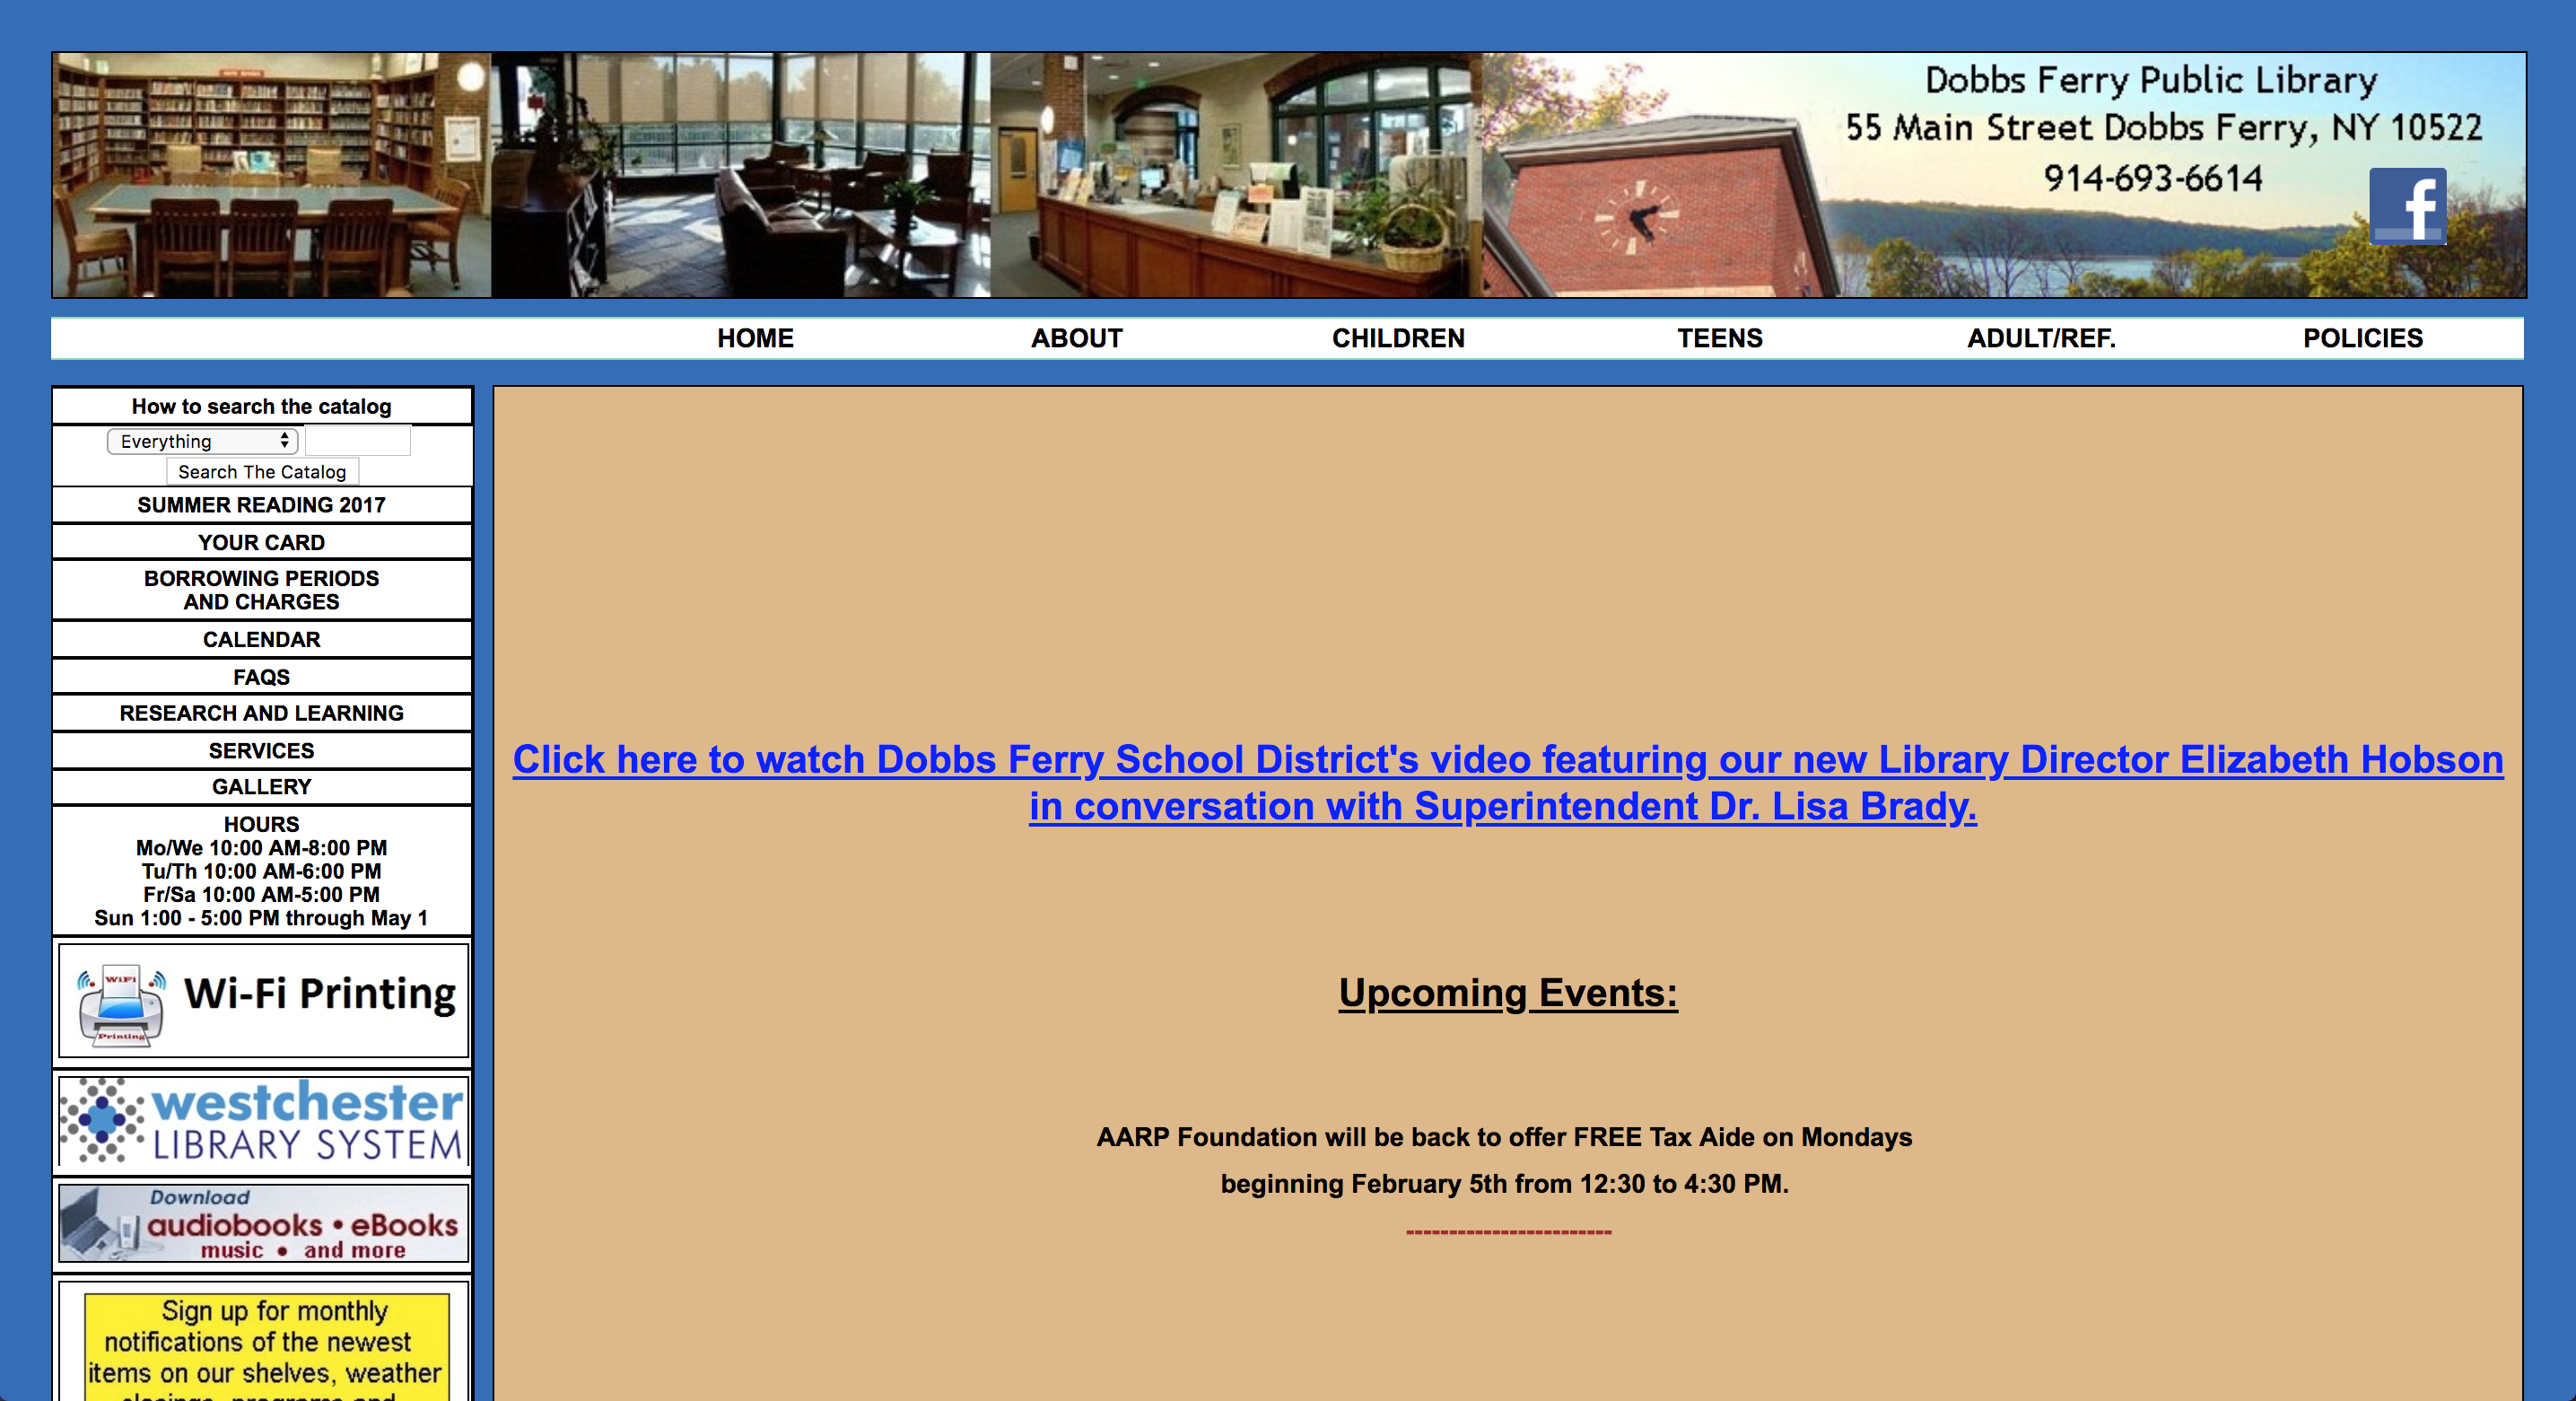 Dobbs Ferry Public Library
55 Main Street Dobbs Ferry, NY 10522
914-693-6614
f
HOME
ABOUT
CHILDREN
TEENS
ADULT/REF.
POLICIES
How to search the catalog
Everything
Search The Catalog
SUMMER READING 2017
YOUR CARD
BORROWING PERIODS
AND CHARGES
CALENDAR
FAQS
RESEARCH AND LEARNING
SERVICES
GALLERY
HOURS
Mo/We 10:00 AM-8:00 PM
Tu/Th 10:00 AM-6:00 PM
Fr/Sa 10:00 AM-5:00 PM
Sun 1:00 - 5:00 PM through May 1
WiFi
Printing
Wi-Fi Printing
westchester
LIBRARY SYSTEM
Download
audiobooks • eBooks
music • and more
Sign up for monthly
notifications of the newest
items on our shelves, weather
Click here to watch Dobbs Ferry School District's video featuring our new Library Director Elizabeth Hobson
in conversation with Superintendent Dr. Lisa Brady.
Upcoming Events:
AARP Foundation will be back to offer FREE Tax Aide on Mondays
beginning February 5th from 12:30 to 4:30 PM.
------------------------